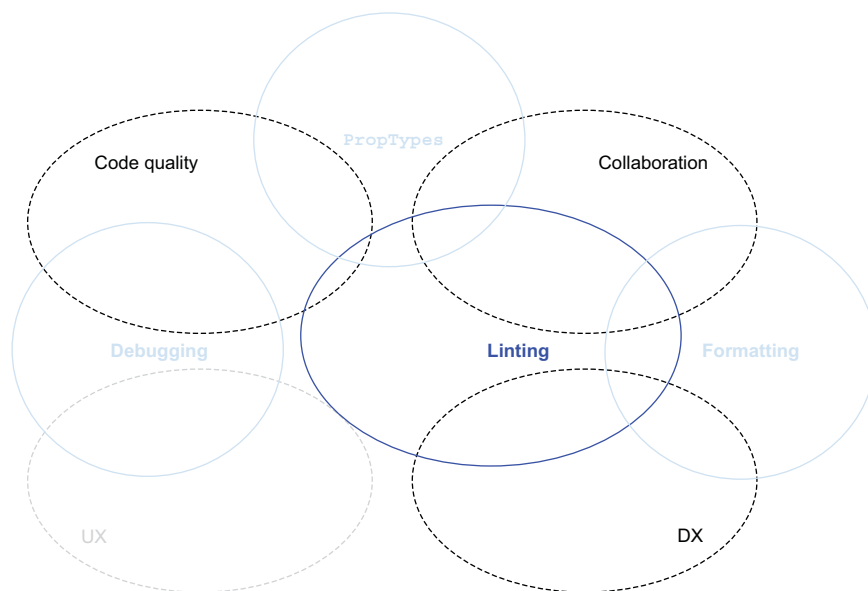 PropTypes
Code quality
Collaboration
Debugging
Linting
Formatting
UX
DX